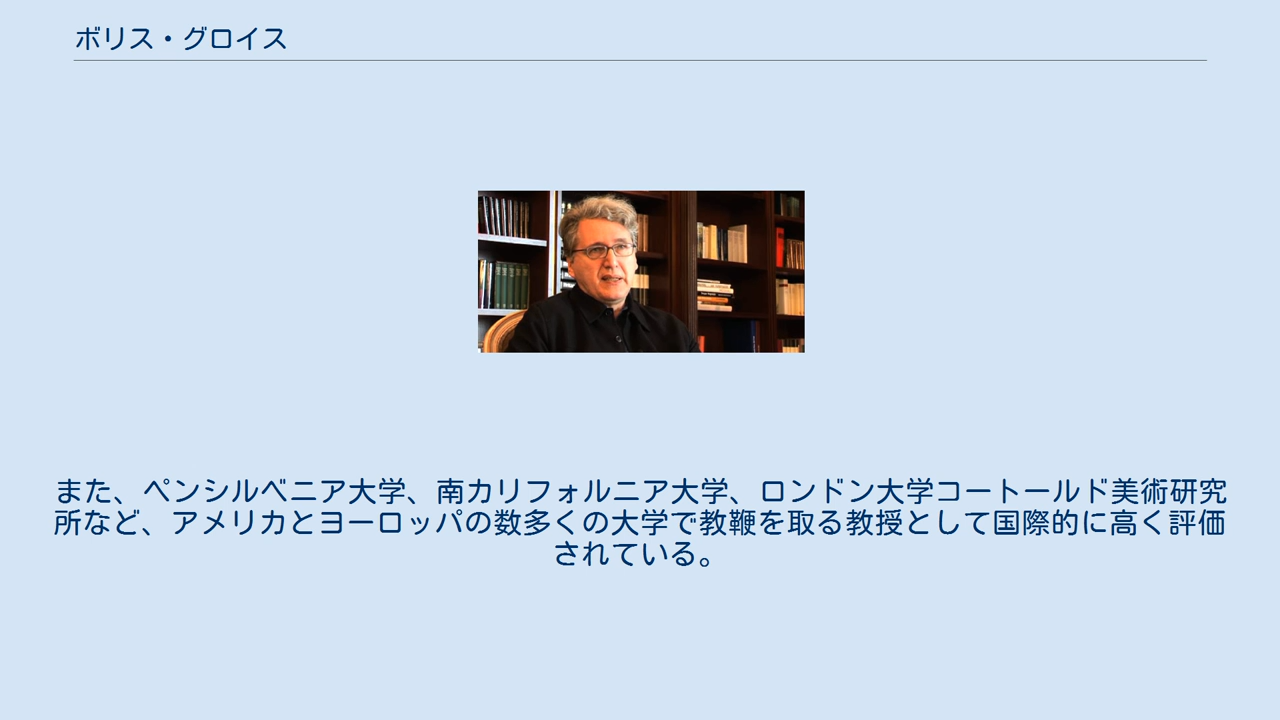 ボリス・グロイス
また、ペンシルベニア大学、南カリフォルニア大学、ロンドン大学コートールド美術研究
所など、アメリカとヨーロッパの数多くの大学で教鞭を取る教授として国際的に高く評価
されている。